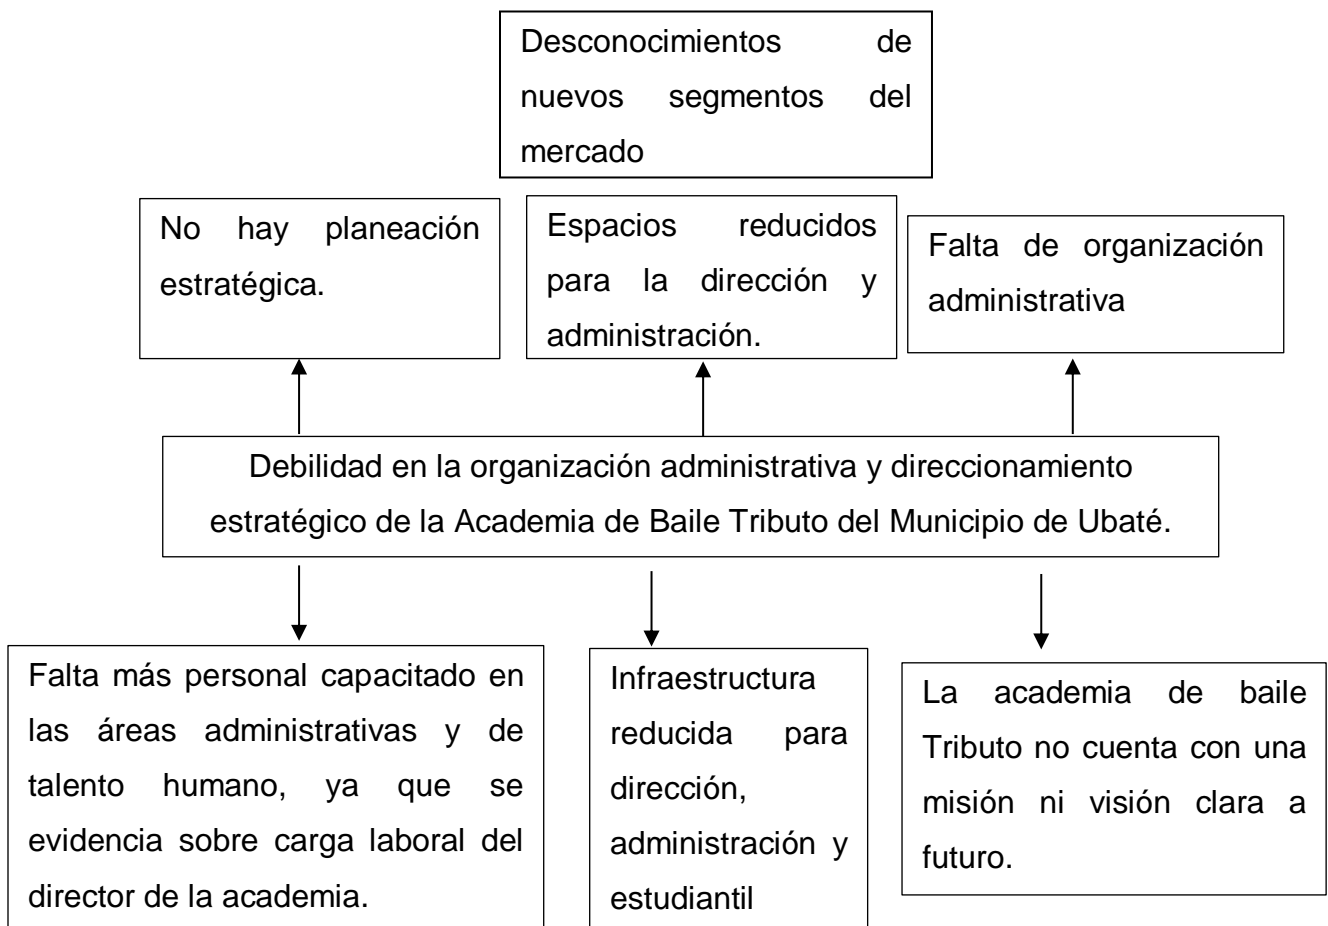 Desconocimientos de
nuevos segmentos del
mercado
No hay planeación
estratégica.
Espacios reducidos
para la dirección y
administración.
Falta de organización
administrativa
Debilidad en la organización administrativa y direccionamiento
estratégico de la Academia de Baile Tributo del Municipio de Ubaté.
Falta más personal capacitado en
las áreas administrativas y de
talento humano, ya que se
evidencia sobre carga laboral del
director de la academia.
Infraestructura
reducida para
dirección,
administración y
estudiantil
La academia de baile
Tributo no cuenta con una
misión ni visión clara a
futuro.